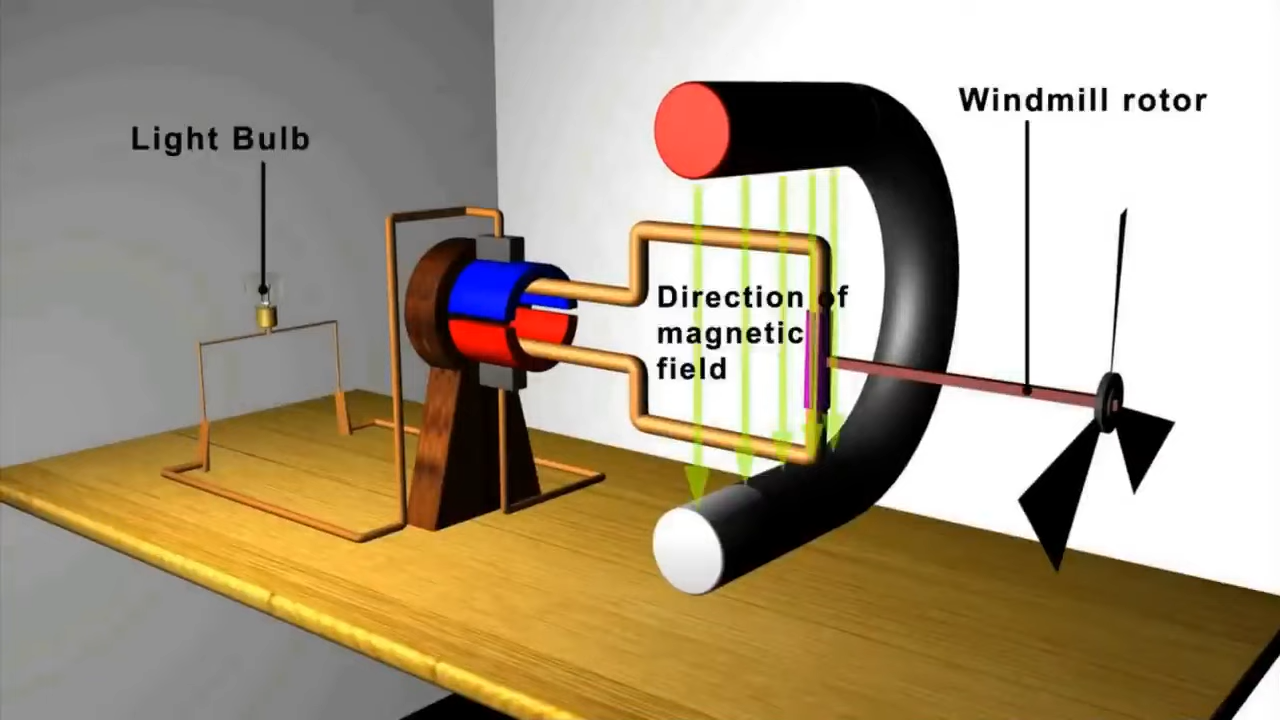 Windmill rotor
Light Bulb
Direction of
magnetic
field